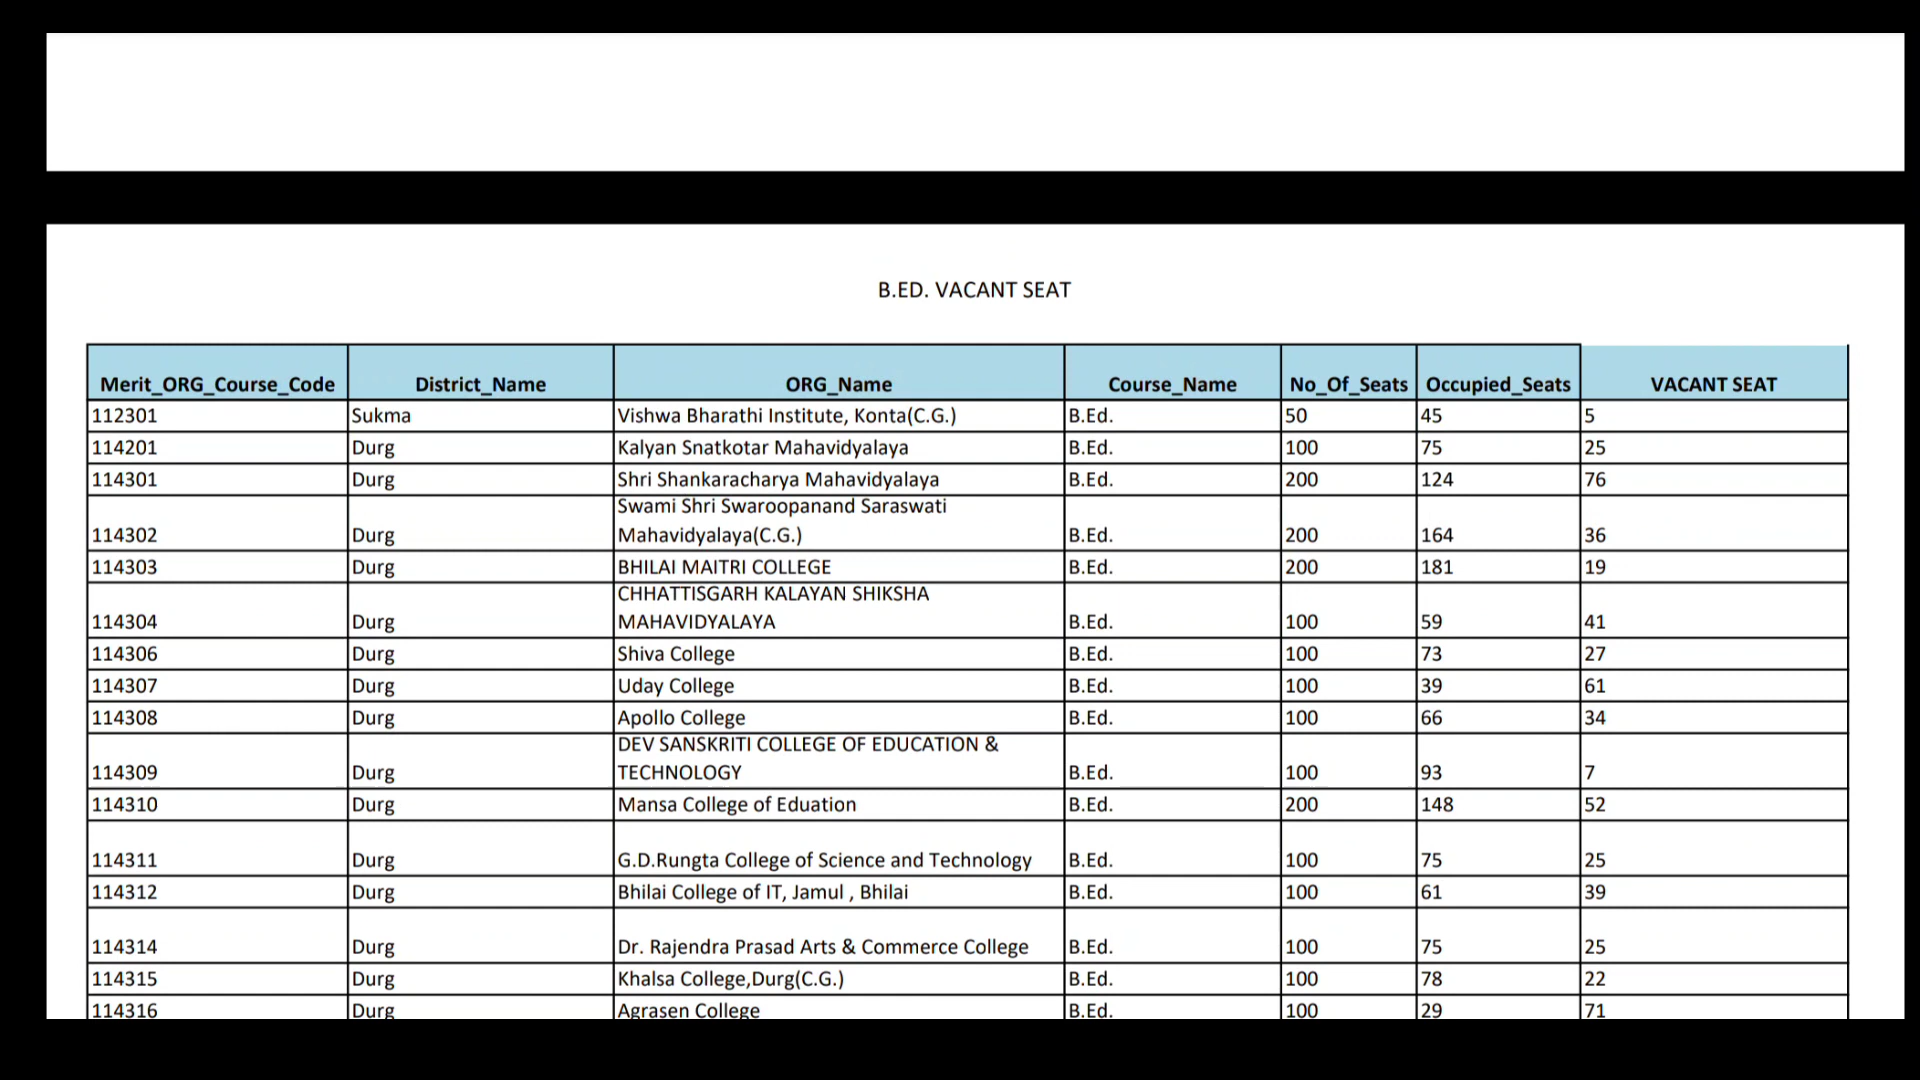 B.ED. VACANT SEAT
Merit_ORG_Course_Code District_Name ORG_Name Course_Name No_Of_Seats Occupied_Seats VACANT SEAT
112301 Sukma Vishwa Bharathi Institute, Konta(C.G.) B.Ed. 50 45 5
114201 Durg Kalyan Snatkotar Mahavidyalaya B.Ed. 100 75 25
114301 Durg Shri Shankaracharya Mahavidyalaya B.Ed. 200 124 76
Swami Shri Swaroopanand Saraswati
114302 Durg Mahavidyalaya(C.G.) B.Ed. 200 164 36
114303 Durg BHILAI MAITRI COLLEGE B.Ed. 200 181 19
CHHATTISGARH KALAYAN SHIKSHA
114304 Durg MAHAVIDYALAYA B.Ed. 100 59 41
114306 Durg Shiva College B.Ed. 100 73 27
114307 Durg Uday College B.Ed. 100 39 61
114308 Durg Apollo College B.Ed. 100 66 34
DEV SANSKRITI COLLEGE OF EDUCATION &
114309 Durg TECHNOLOGY B.Ed. 100 93 7
114310 Durg Mansa College of Eduation B.Ed. 200 148 52
114311 Durg G.D.Rungta College of Science and Technology B.Ed. 100 75 25
114312 Durg Bhilai College of IT, Jamul , Bhilai B.Ed. 100 61 39
114314 Durg Dr. Rajendra Prasad Arts & Commerce College B.Ed. 100 75 25
114315 Durg Khalsa College,Durg(C.G.) B.Ed. 100 78 22
114316 Durg Agrasen College B.Ed. 100 29 71